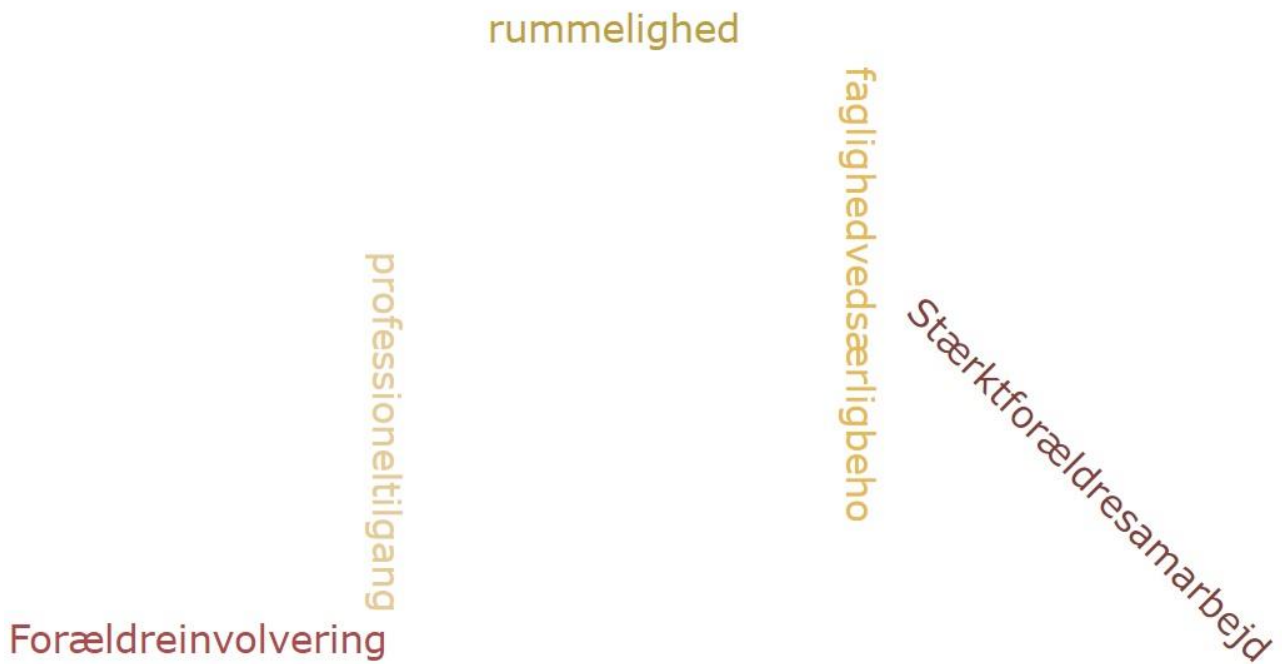 rummelighed
faglighedvedsærligbeho
professioneltilgang
Stærktforældresamarbejd
Forældreinvolvering